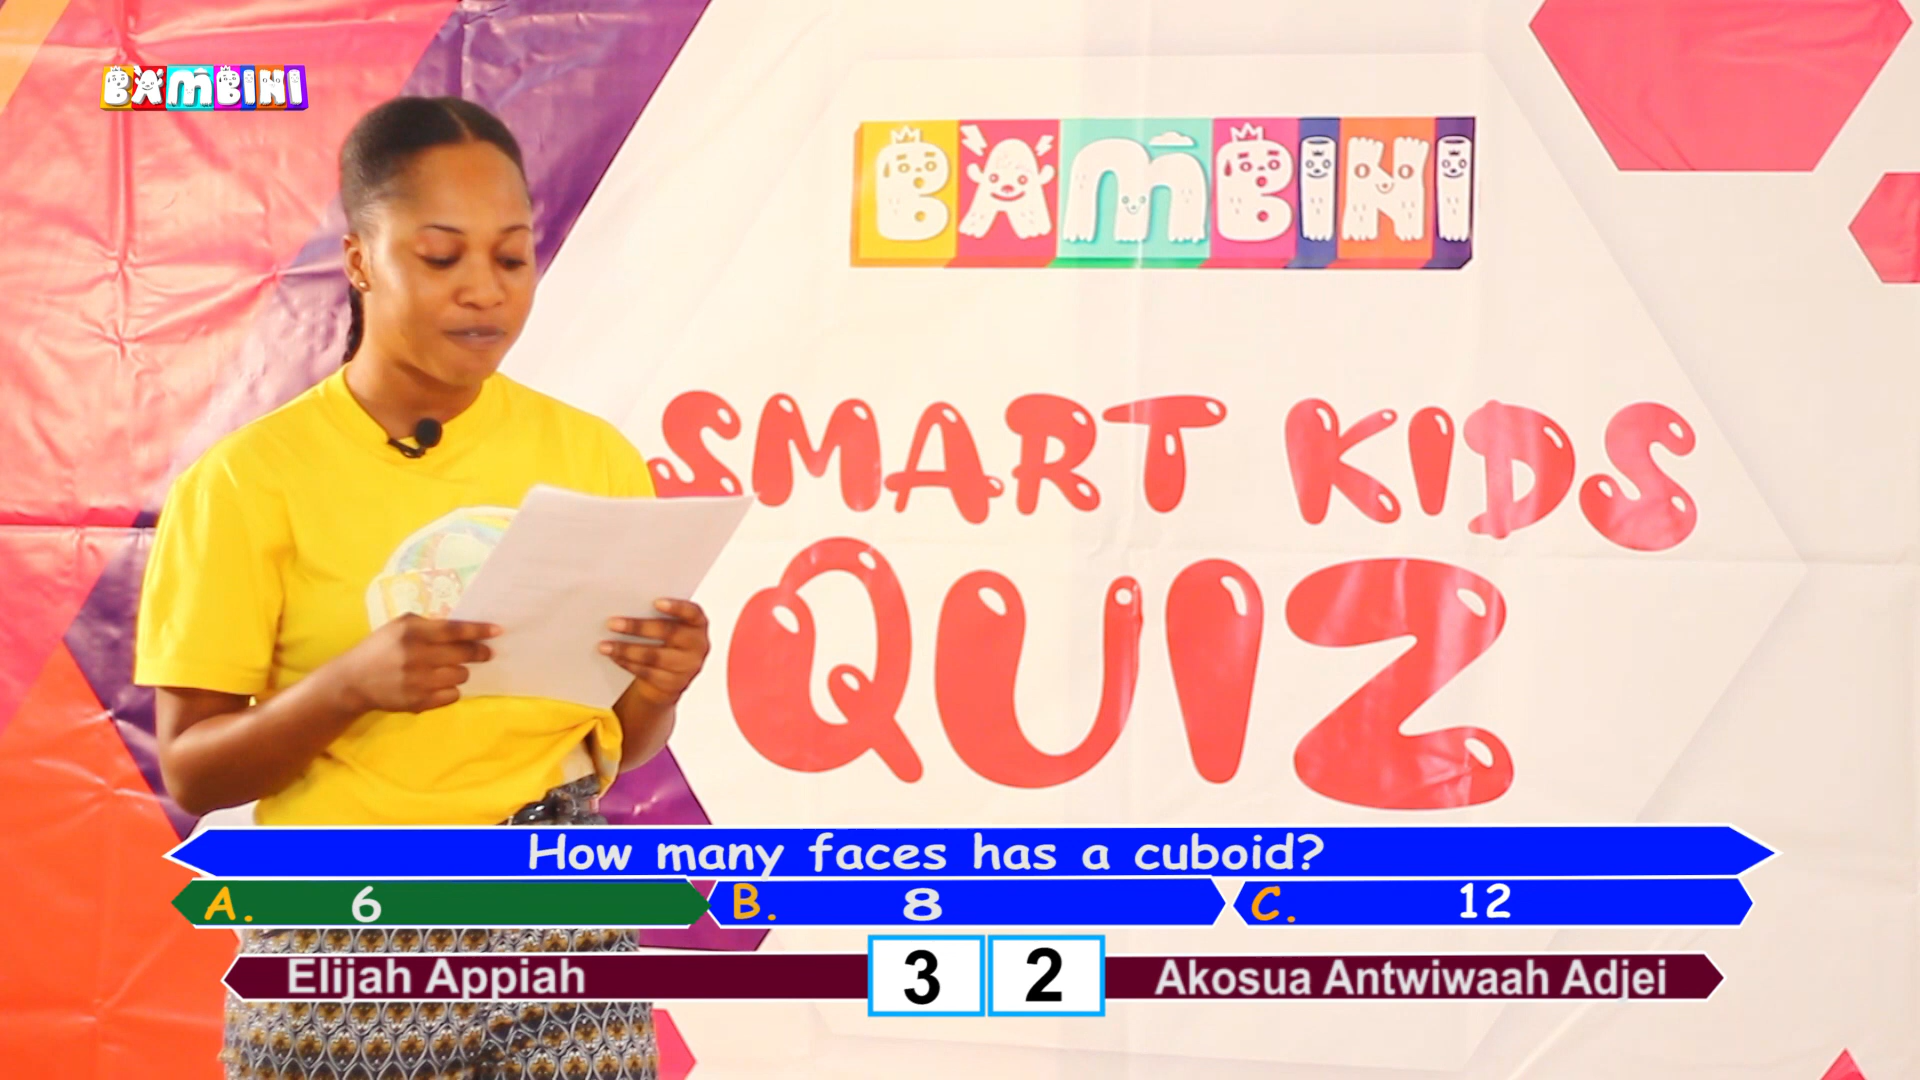 BAMBINI
BAMBINI
SMART KIDS
QUIZ
How many faces has a cuboid?
A. 6
B. 8
C. 12
Elijah Appiah 3 2 Akosua Antwiwaah Adjei